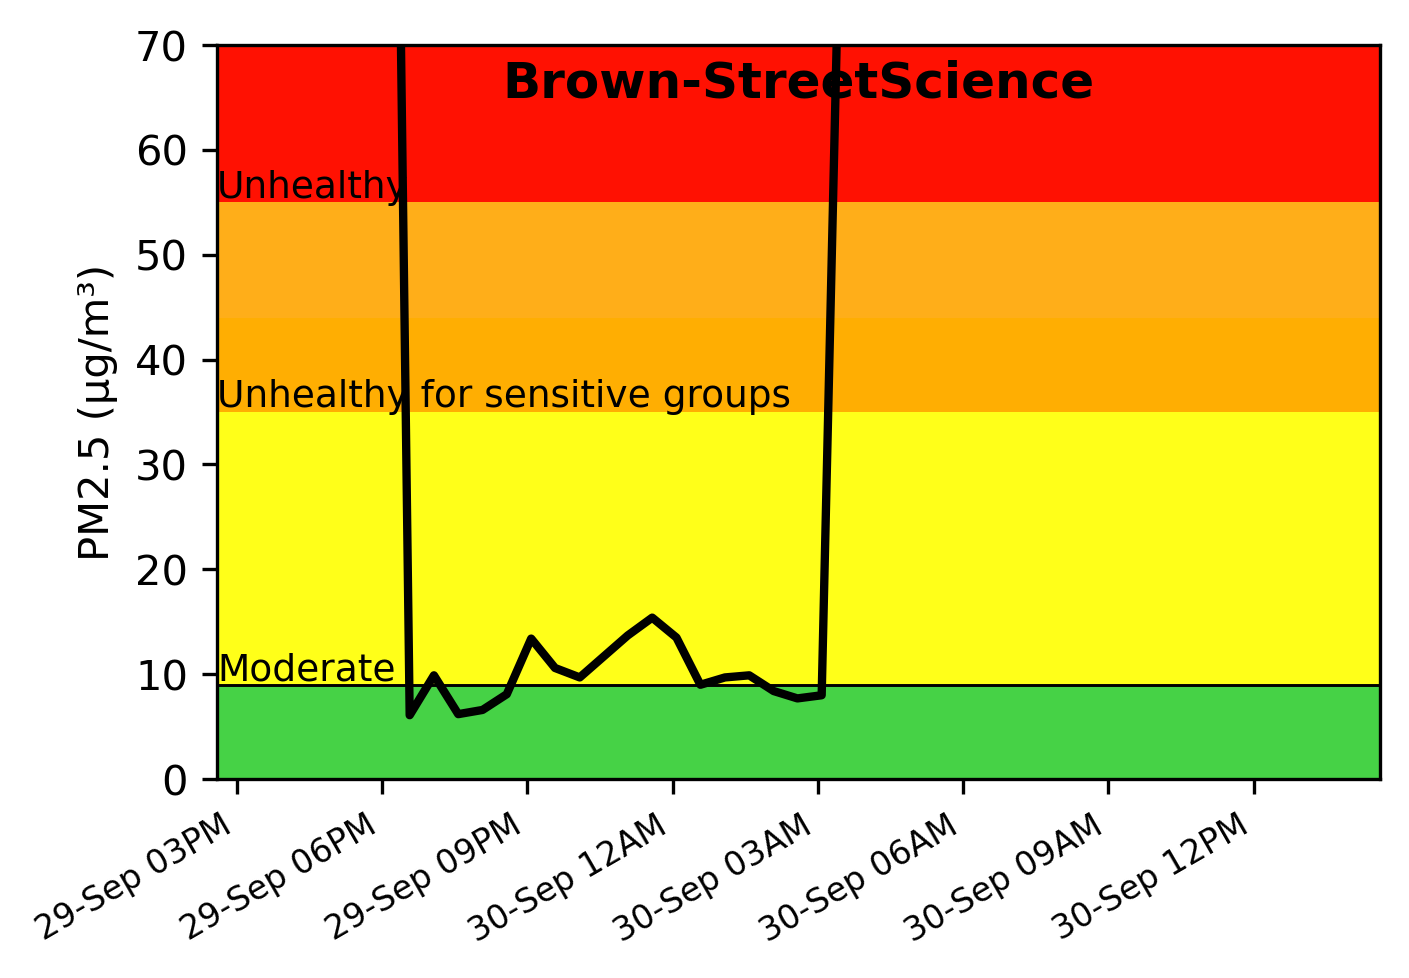 Brown-StreetScience
PM2.5 (µg/m³)
70
60
50
40
30
20
10
0
Unhealthy
Unhealthy for sensitive groups
Moderate
29-Sep 03PM
29-Sep 06PM
29-Sep 09PM
30-Sep 12AM
30-Sep 03AM
30-Sep 06AM
30-Sep 09AM
30-Sep 12PM